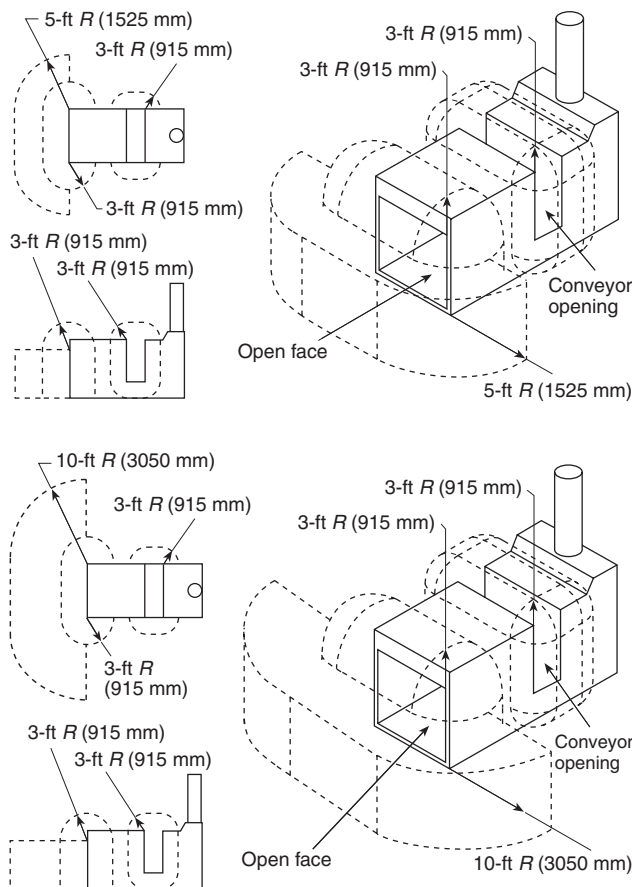 5-ft R (1525 mm)
3-ft R (915 mm)
3-ft R (915 mm)
3-ft R (915 mm)
3-ft R (915 mm)
3-ft R (915 mm)
3-ft R (915 mm)
Conveyor
opening
Open face
5-ft R (1525 mm)
10-ft R (3050 mm)
3-ft R (915 mm)
3-ft R
(915 mm)
3-ft R (915 mm)
3-ft R (915 mm)
3-ft R (915 mm)
3-ft R (915 mm)
Conveyor
opening
Open face
10-ft R (3050 mm)